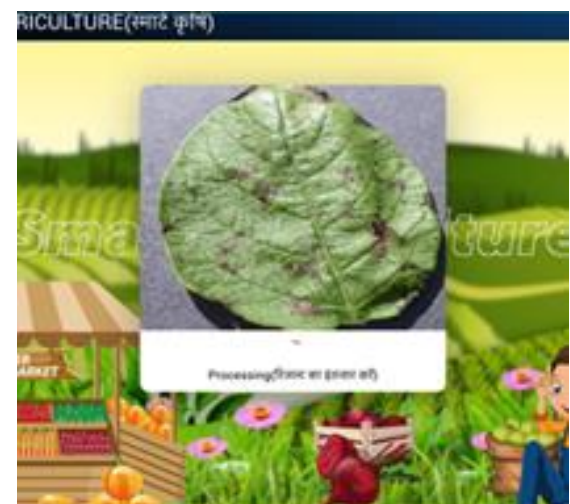 RICULTURE(स्मार्ट कृषि)
Sma ture
MARKET
Processing(रिजल्ट का इंतजार करें)